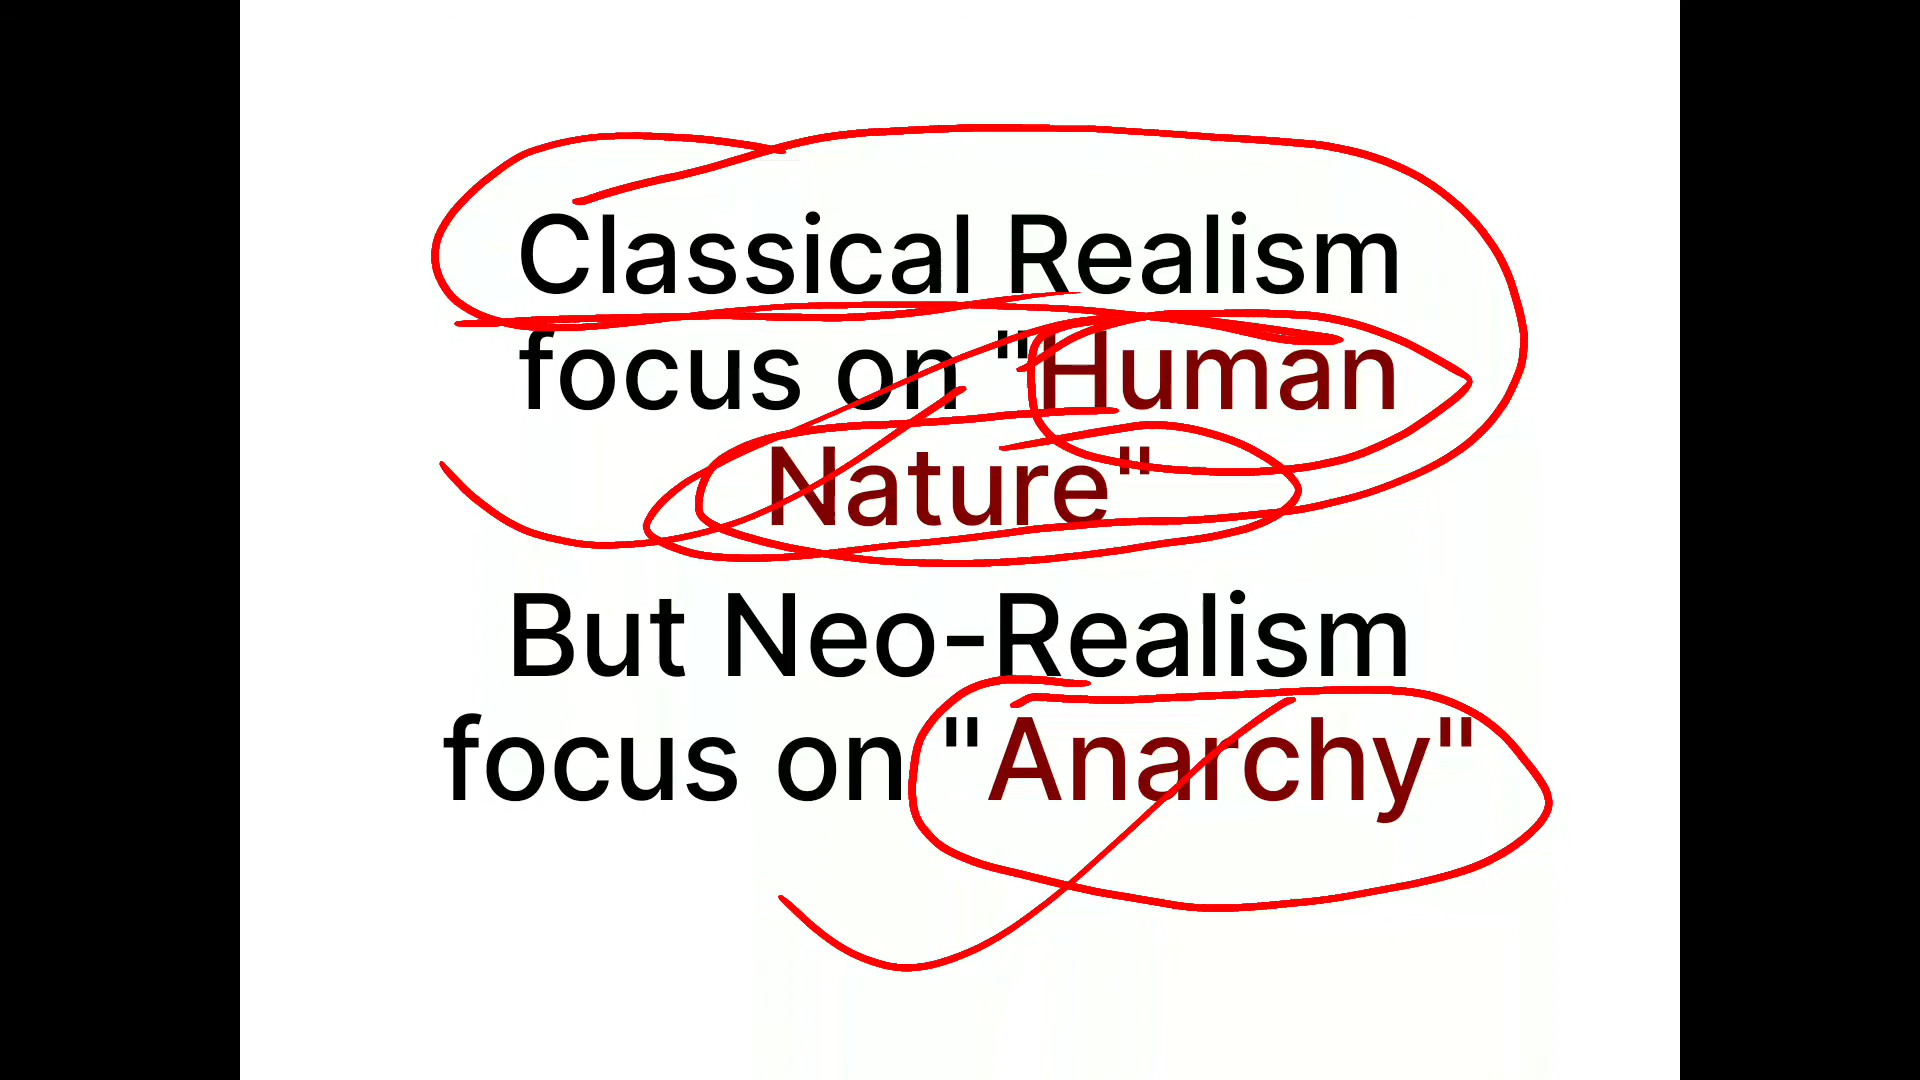 Classical Realism
focus on "Human
Nature"
But Neo-Realism
focus on "Anarchy"